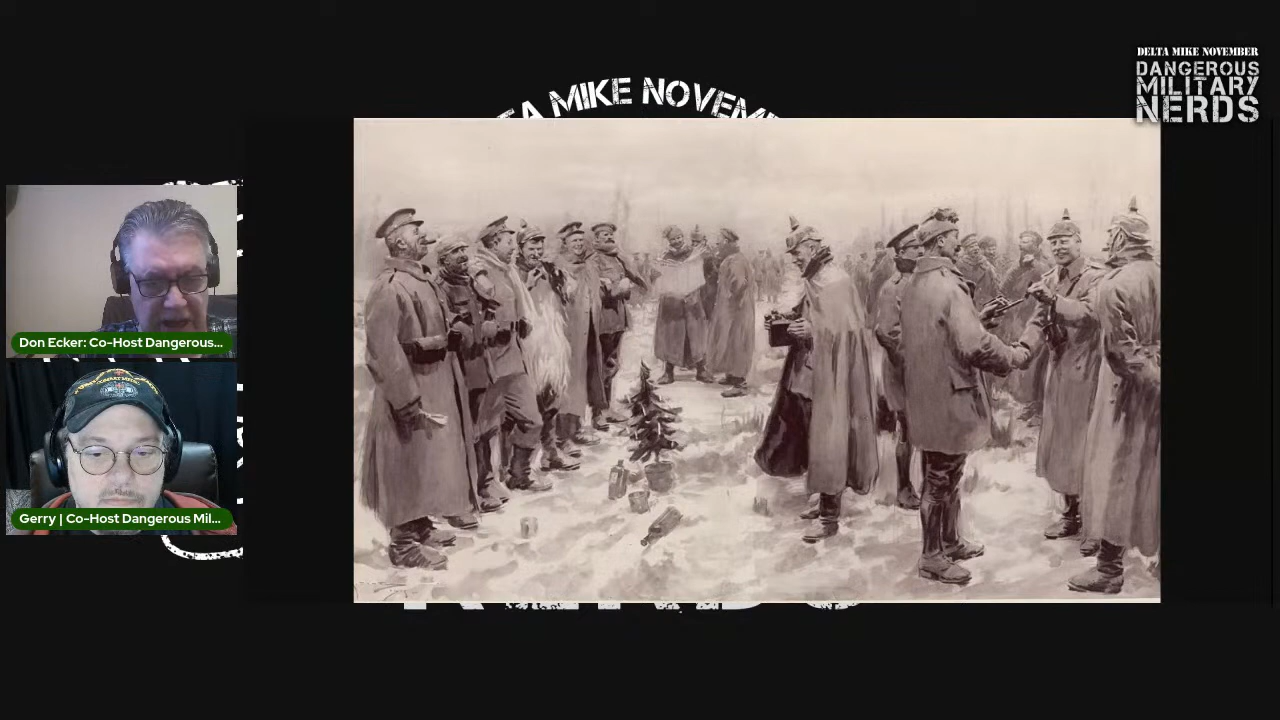 DELTA MIKE NOVEMBER
DANGEROUS
MILITARY
NERDS
MIKE NOVEM
Don Ecker: Co-Host Dangerous...
Gerry | Co-Host Dangerous Mil...